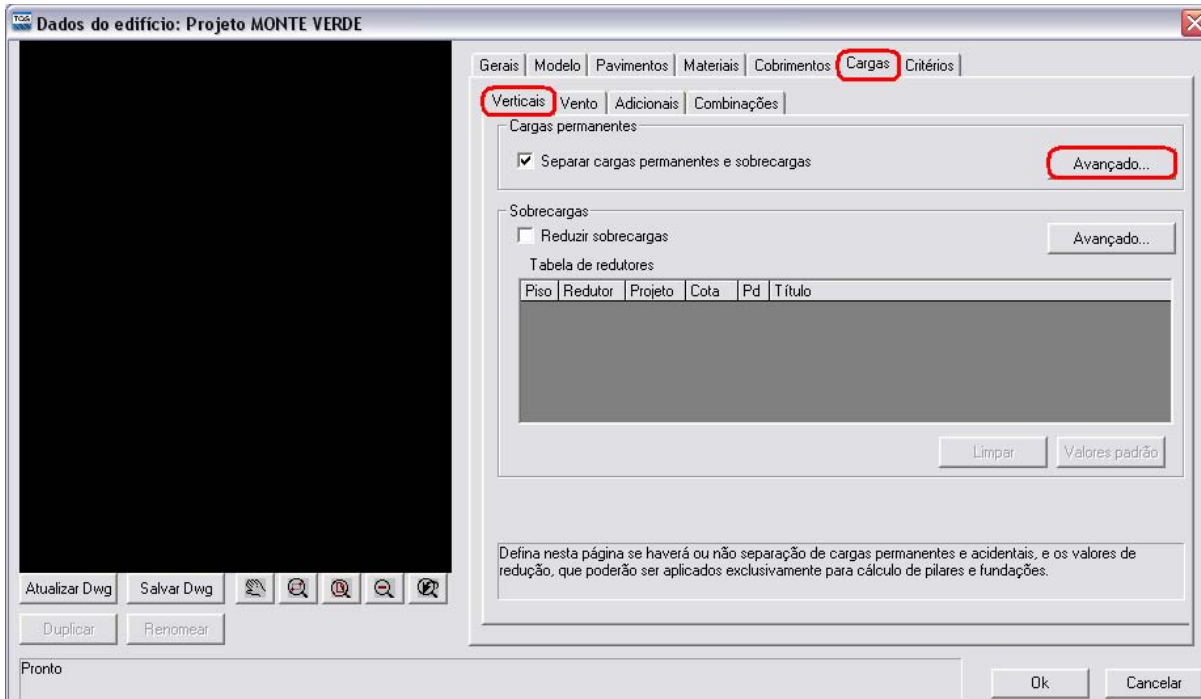 TQS Dados do edifício: Projeto MONTE VERDE
Gerais Modelo Pavimentos Materiais Cobrimentos Cargas Critérios
Verticais Vento Adicionais Combinações
Cargas permanentes
Separar cargas permanentes e sobrecargas
Avançado...
Sobrecargas
Reduzir sobrecargas
Avançado...
Tabela de redutores
Piso Redutor Projeto Cota Pd Título
Limpar Valores padrão
Defina nesta página se haverá ou não separação de cargas permanentes e acidentais, e os valores de
redução, que poderão ser aplicados exclusivamente para cálculo de pilares e fundações.
Atualizar Dwg Salvar Dwg
Duplicar Renomear
Pronto
Ok Cancelar